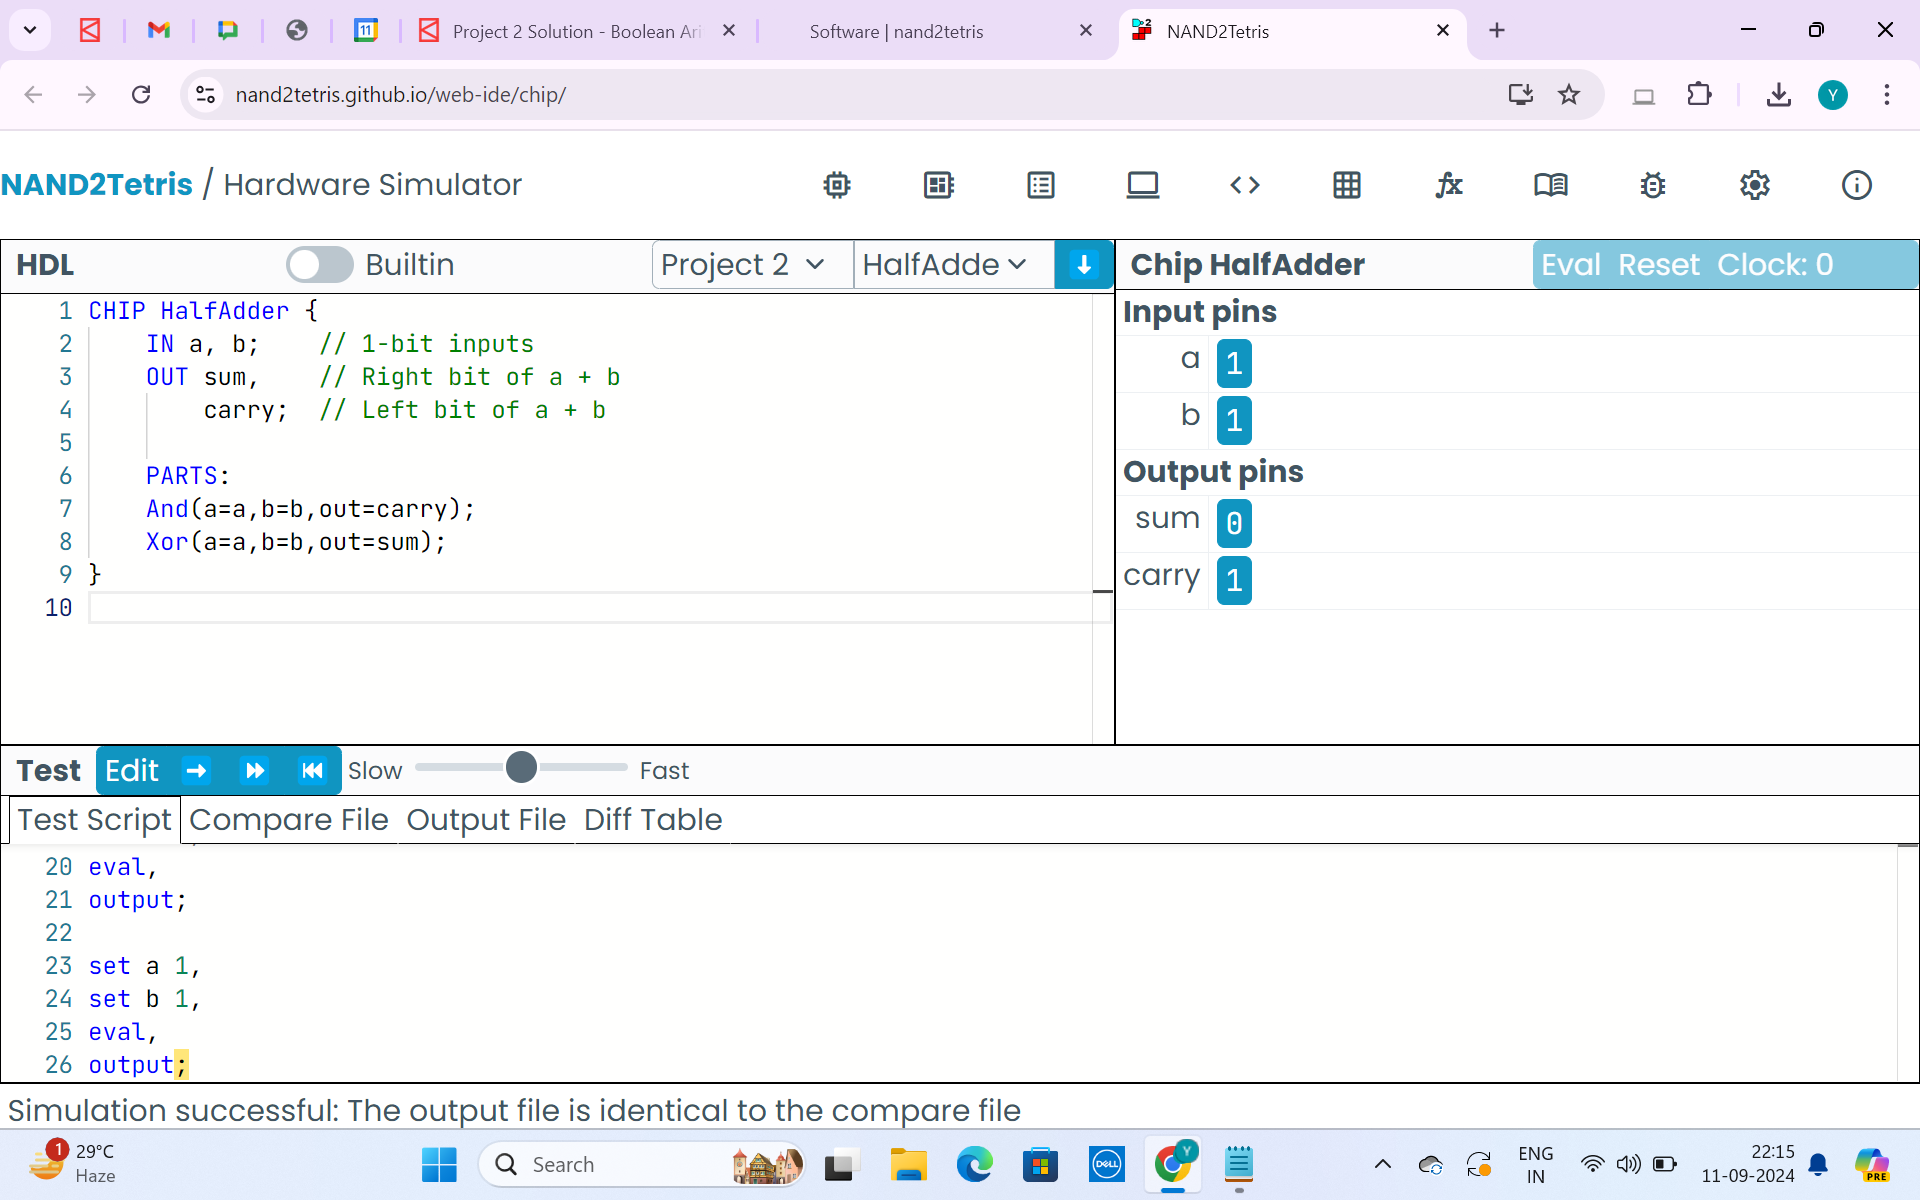 Project 2 Solution - Boolean Ari
Software | nand2tetris
NAND2Tetris
nand2tetris.github.io/web-ide/chip/
Y
NAND2Tetris / Hardware Simulator
HDL
Builtin
Project 2
HalfAdde
Chip HalfAdder
Eval Reset Clock: 0
1 CHIP HalfAdder {
2 IN a, b; // 1-bit inputs
3 OUT sum, // Right bit of a + b
4 carry; // Left bit of a + b
5
6 PARTS:
7 And(a=a,b=b,out=carry);
8 Xor(a=a,b=b,out=sum);
9 }
10
Input pins
a 1
b 1
Output pins
sum 0
carry 1
Test Edit Slow Fast
Test Script Compare File Output File Diff Table
20 eval,
21 output;
22
23 set a 1,
24 set b 1,
25 eval,
26 output;
Simulation successful: The output file is identical to the compare file
1
29°C
Haze
Search
DELL
Y
ENG
IN
22:15
11-09-2024
PRE